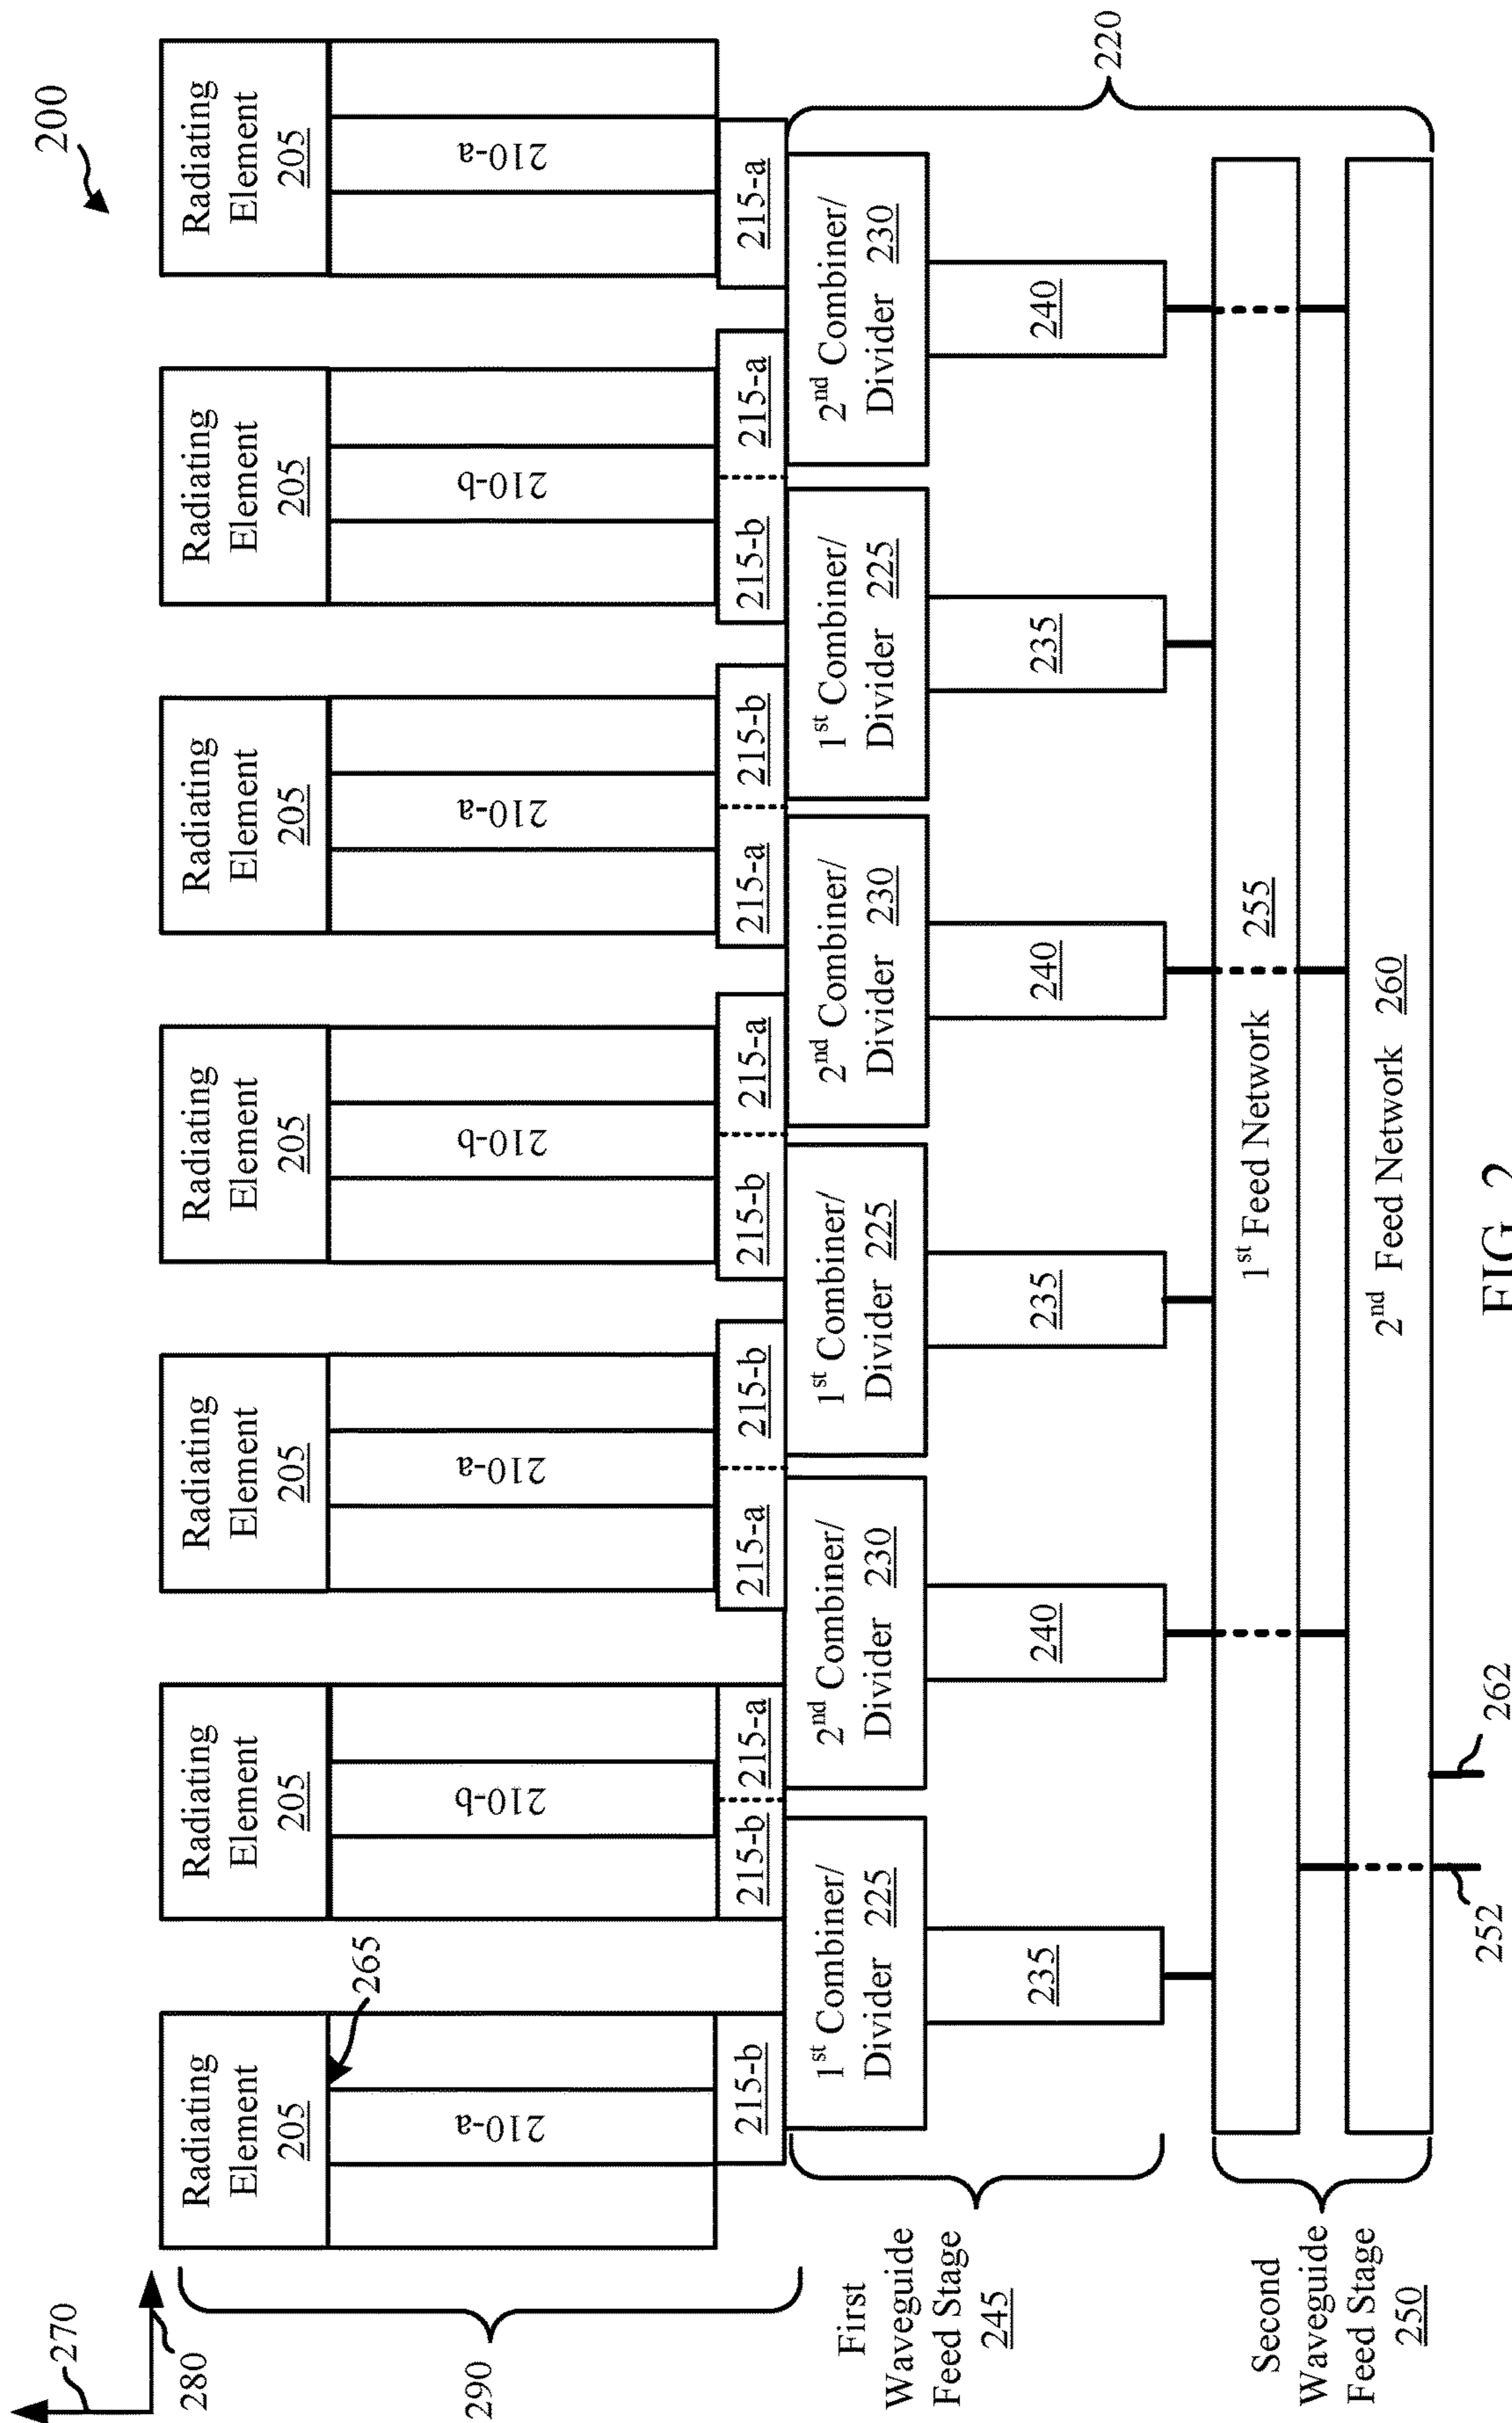 200
270
280
Radiating
Element
205
Radiating
Element
205
Radiating
Element
205
Radiating
Element
205
Radiating
Element
205
Radiating
Element
205
Radiating
Element
205
265
290
210-a
210-b
210-a
210-b
210-a
210-b
210-a
215-b
215-b 215-a
215-a 215-b
215-b 215-a
215-a 215-b
215-b 215-a
215-a
First
Waveguide
Feed Stage
245
1st Combiner/
Divider 225
2nd Combiner/
Divider 230
1st Combiner/
Divider 225
2nd Combiner/
Divider 230
1st Combiner/
Divider 225
2nd Combiner/
Divider 230
235
240
235
240
235
240
220
Second
Waveguide
Feed Stage
250
1st Feed Network 255
2nd Feed Network 260
252
262
FIG. 2